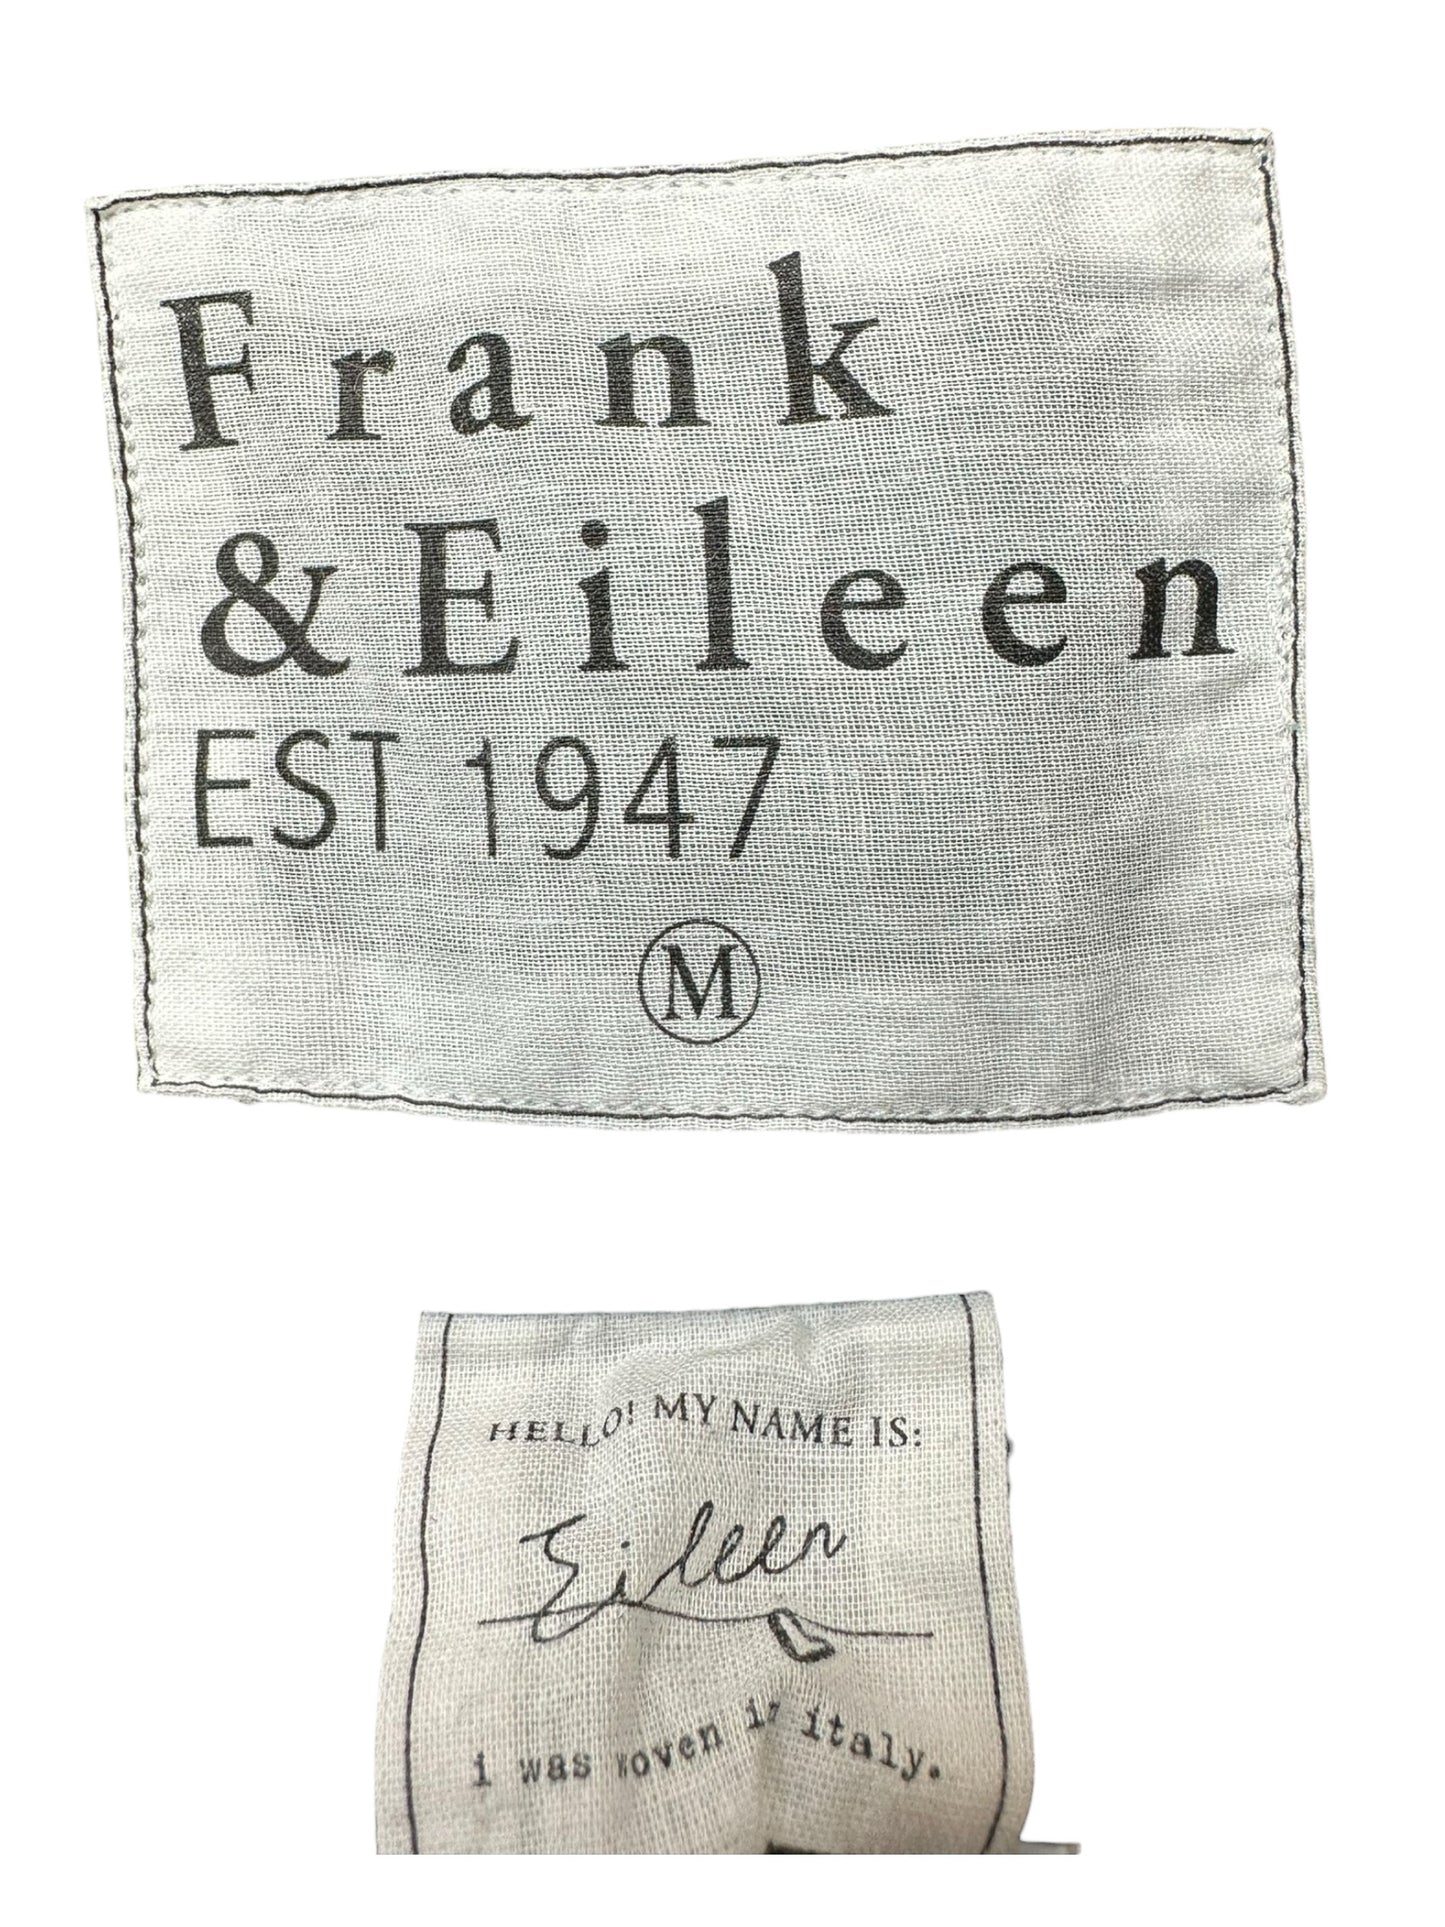 Frank
&Eileen
EST 1947
M
HELLO! MY NAME IS:
Eileen
i was woven in italy.